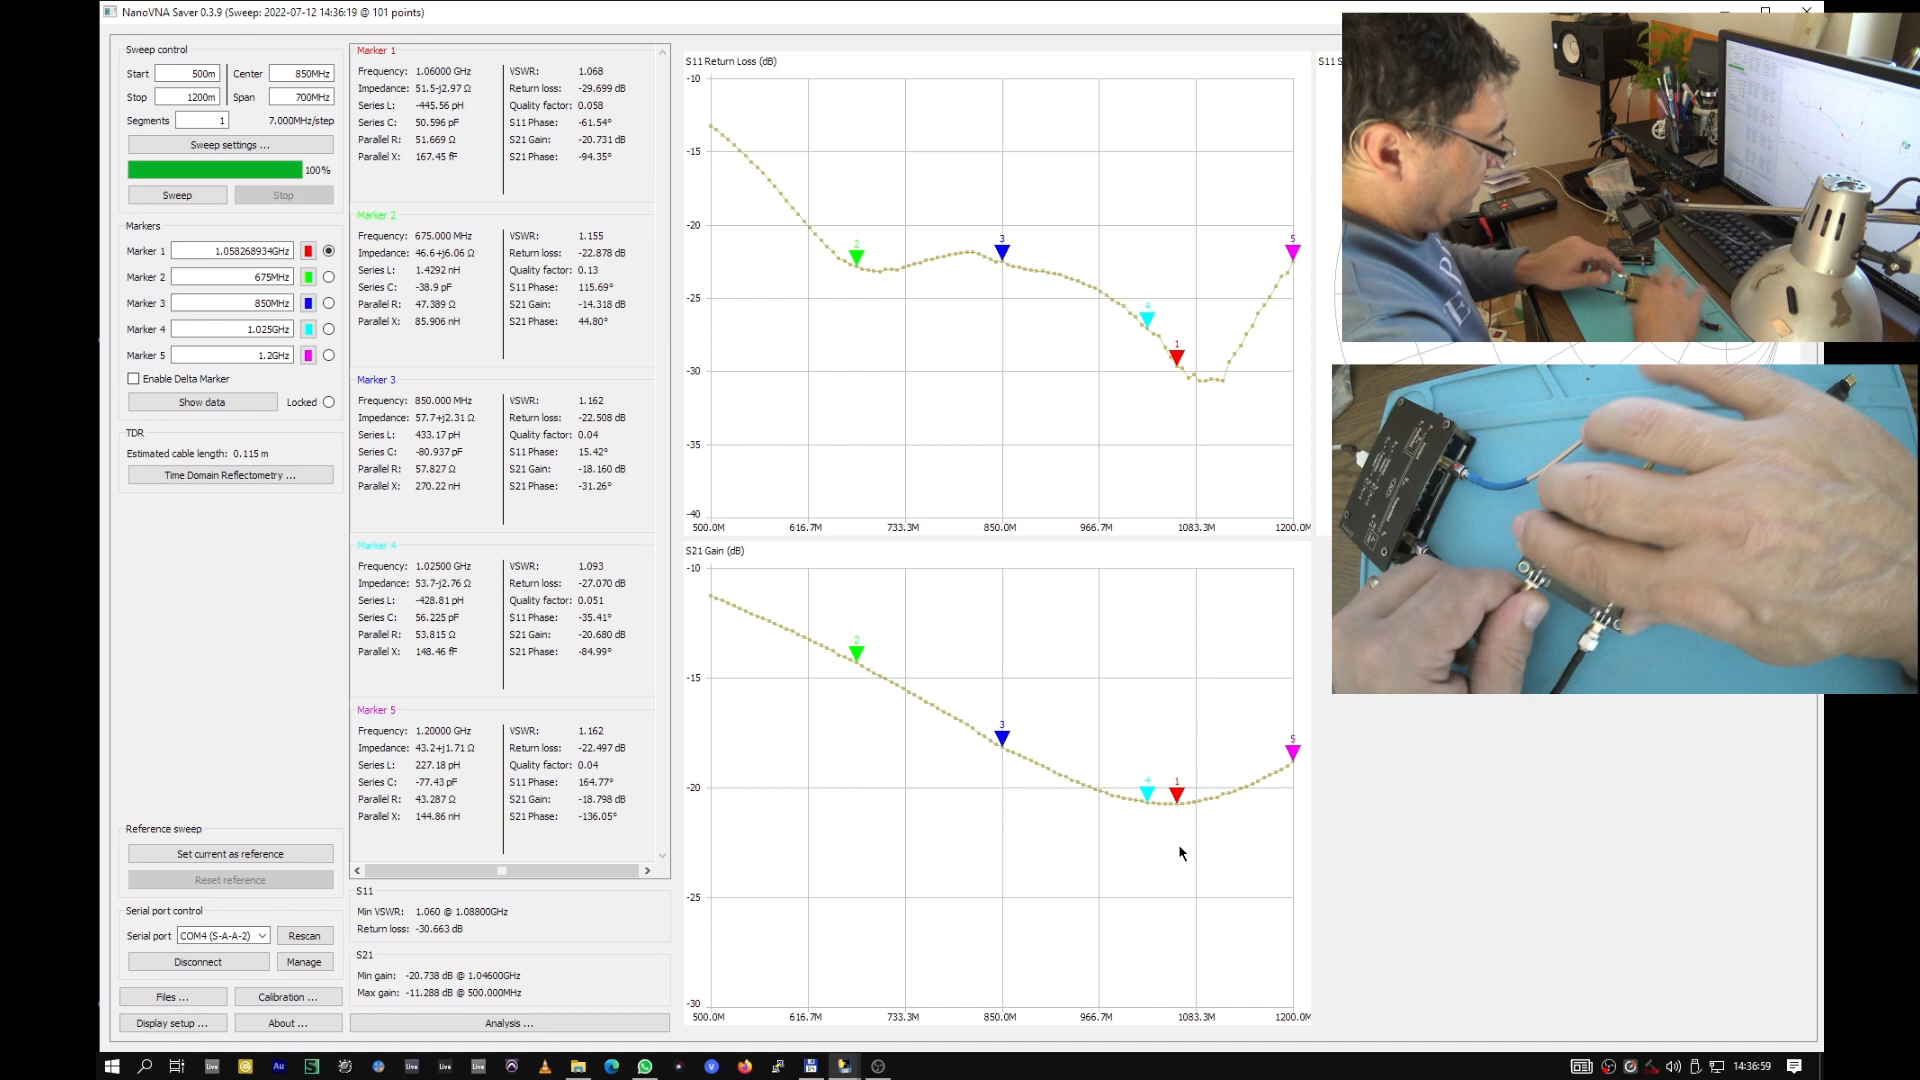 NanoVNA Saver 0.3.9 (Sweep: 2022-07-12 14:36:19 @ 101 points)
Sweep control
Start 500m Center 850MHz
Stop 1200m Span 700MHz
Segments 1 7.000MHz/step
Sweep settings ...
100%
Sweep Stop
Markers
Marker 1 1.058268934GHz
Marker 2 675MHz
Marker 3 850MHz
Marker 4 1.025GHz
Marker 5 1.2GHz
Enable Delta Marker
Show data Locked
TDR
Estimated cable length: 0.115 m
Time Domain Reflectometry ...
Reference sweep
Set current as reference
Reset reference
Serial port control
Serial port COM4 (S-A-A-2) Rescan
Disconnect Manage
Files ... Calibration ...
Display setup ... About ...
Marker 1
Frequency: 1.06000 GHz VSWR: 1.068
Impedance: 51.5-j2.97 Ω Return loss: -29.699 dB
Series L: -445.56 pH Quality factor: 0.058
Series C: 50.596 pF S11 Phase: -61.54°
Parallel R: 51.669 Ω S21 Gain: -20.731 dB
Parallel X: 167.45 fF S21 Phase: -94.35°
Marker 2
Frequency: 675.000 MHz VSWR: 1.155
Impedance: 46.6+j6.06 Ω Return loss: -22.878 dB
Series L: 1.4292 nH Quality factor: 0.13
Series C: -38.9 pF S11 Phase: 115.69°
Parallel R: 47.389 Ω S21 Gain: -14.318 dB
Parallel X: 85.906 nH S21 Phase: 44.80°
Marker 3
Frequency: 850.000 MHz VSWR: 1.162
Impedance: 57.7+j2.31 Ω Return loss: -22.508 dB
Series L: 433.17 pH Quality factor: 0.04
Series C: -80.937 pF S11 Phase: 15.42°
Parallel R: 57.827 Ω S21 Gain: -18.160 dB
Parallel X: 270.22 nH S21 Phase: -31.26°
Marker 4
Frequency: 1.02500 GHz VSWR: 1.093
Impedance: 53.7-j2.76 Ω Return loss: -27.070 dB
Series L: -428.81 pH Quality factor: 0.051
Series C: 56.225 pF S11 Phase: -35.41°
Parallel R: 53.815 Ω S21 Gain: -20.680 dB
Parallel X: 148.46 fF S21 Phase: -84.99°
Marker 5
Frequency: 1.20000 GHz VSWR: 1.162
Impedance: 43.2+j1.71 Ω Return loss: -22.497 dB
Series L: 227.18 pH Quality factor: 0.04
Series C: -77.43 pF S11 Phase: 164.77°
Parallel R: 43.287 Ω S21 Gain: -18.798 dB
Parallel X: 144.86 nH S21 Phase: -136.05°
S11
Min VSWR: 1.060 @ 1.08800GHz
Return loss: -30.663 dB
S21
Min gain: -20.738 dB @ 1.04600GHz
Max gain: -11.288 dB @ 500.000MHz
Analysis ...
S11 Return Loss (dB)
-10
-15
-20
-25
-30
-35
-40
2
3
4
1
5
500.0M 616.7M 733.3M 850.0M 966.7M 1083.3M 1200.0M
S21 Gain (dB)
-10
-15
-20
-25
-30
2
3
4
1
5
500.0M 616.7M 733.3M 850.0M 966.7M 1083.3M 1200.0M
S11 S
Live Au S Live Live Live V
14:36:59